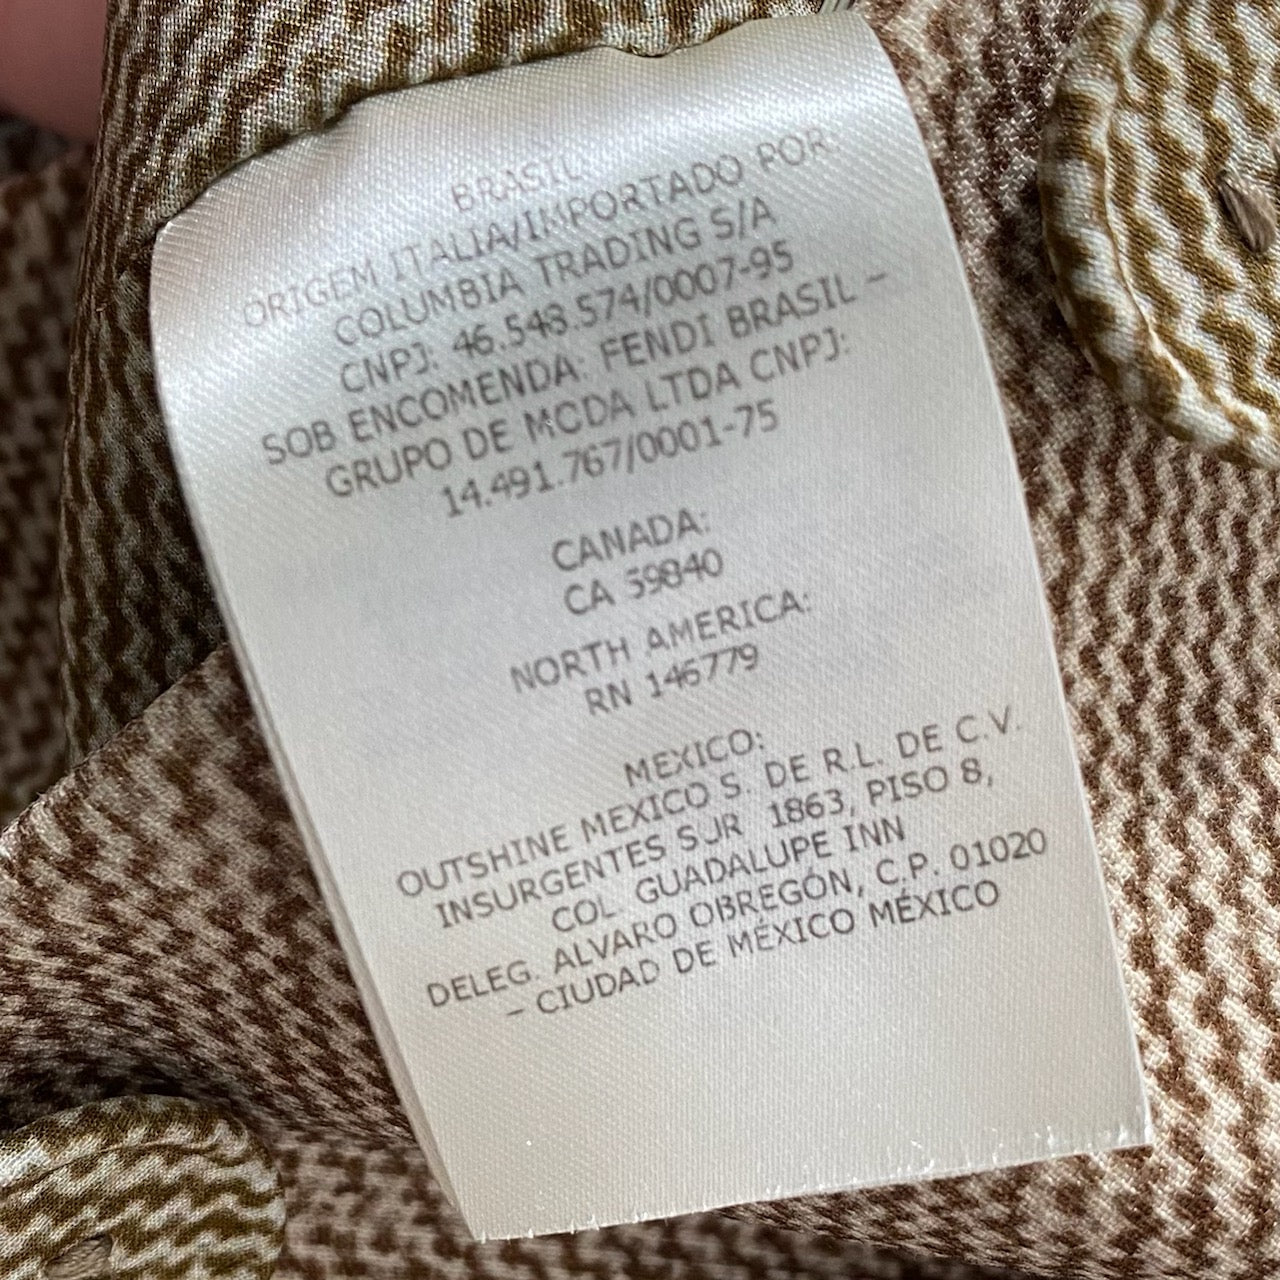 BRASIL:
ORIGEM ITALIA/IMPORTADO POR
COLUMBIA TRADING S/A
CNPJ: 46.548.574/0007-95
SOB ENCOMENDA: FENDI BRASIL –
GRUPO DE MODA LTDA CNPJ:
14.491.767/0001-75
CANADA:
CA 39840
NORTH AMERICA:
RN 146779
MEXICO:
OUTSHINE MEXICO S. DE R.L. DE C.V.
INSURGENTES SUR 1863, PISO 8,
COL. GUADALUPE INN
DELEG. ALVARO OBREGÓN, C.P. 01020
– CIUDAD DE MÉXICO MÉXICO